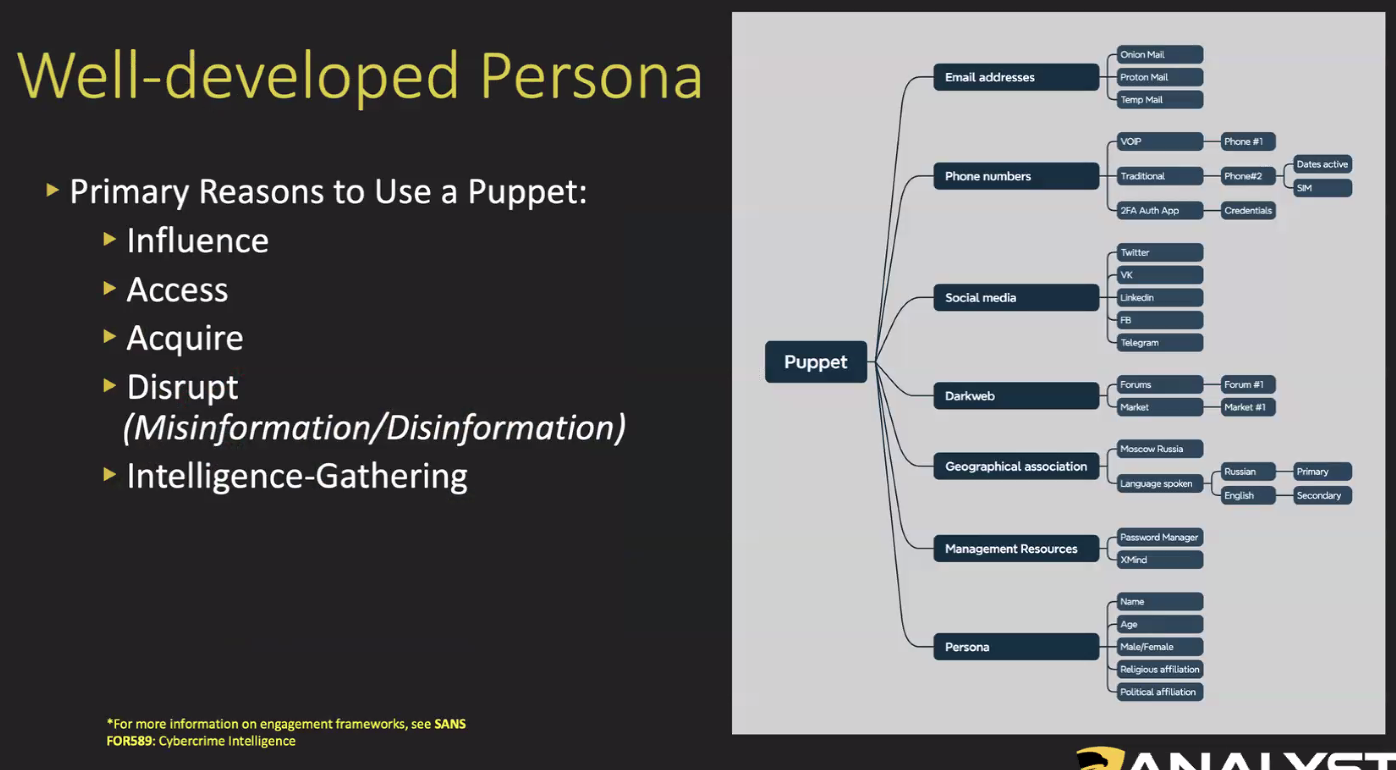 Well-developed Persona
Primary Reasons to Use a Puppet:
Influence
Access
Acquire
Disrupt
(Misinformation/Disinformation)
Intelligence-Gathering
*For more information on engagement frameworks, see SANS
FOR589: Cybercrime Intelligence
Puppet
Email addresses
Onion Mail
Proton Mail
Temp Mail
Phone numbers
VOIP
Phone #1
Traditional
Phone#2
Dates active
SIM
2FA Auth App
Credentials
Social media
Twitter
VK
Linkedin
FB
Telegram
Darkweb
Forums
Forum #1
Market
Market #1
Geographical association
Moscow Russia
Language spoken
Russian
Primary
English
Secondary
Management Resources
Password Manager
XMind
Persona
Name
Age
Male/Female
Religious affiliation
Political affiliation
ANALYST